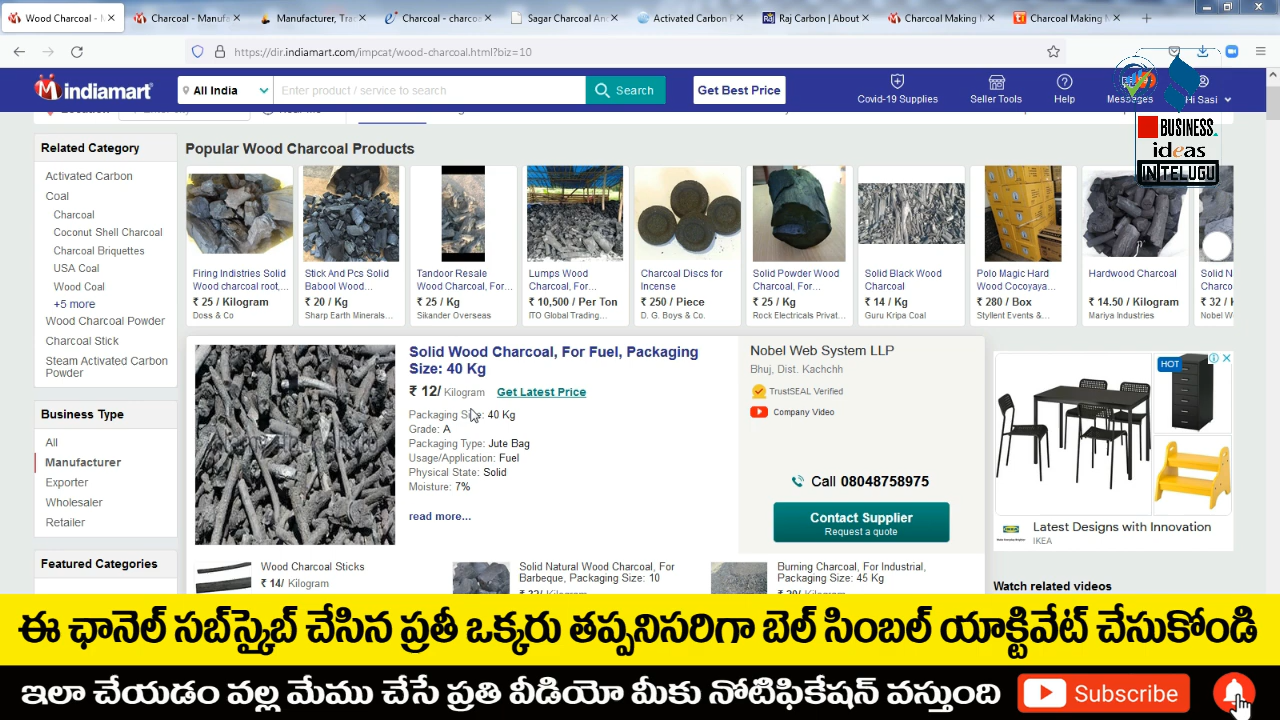 Wood Charcoal - M
Charcoal - Manufa
Manufacturer, Trad
Charcoal - charcoa
Sagar Charcoal And
Activated Carbon
Raj Carbon | About
Charcoal Making M
Charcoal Making M
https://dir.indiamart.com/impcat/wood-charcoal.html?biz=10
indiamart
All India
Enter product / service to search
Search
Get Best Price
Covid-19 Supplies
Seller Tools
Help
Messages
Hi Sasi
BUSINESS
ideas
IN TELUGU
Related Category
Activated Carbon
Coal
Charcoal
Coconut Shell Charcoal
Charcoal Briquettes
USA Coal
Wood Coal
+5 more
Wood Charcoal Powder
Charcoal Stick
Steam Activated Carbon
Powder
Business Type
All
Manufacturer
Exporter
Wholesaler
Retailer
Featured Categories
Popular Wood Charcoal Products
Firing Indistries Solid
Wood charcoal root,...
₹ 25 / Kilogram
Doss & Co
Stick And Pcs Solid
Babool Wood...
₹ 20 / Kg
Sharp Earth Minerals...
Tandoor Resale
Wood Charcoal, For...
₹ 25 / Kg
Sikander Overseas
Lumps Wood
Charcoal, For...
₹ 10,500 / Per Ton
ITO Global Trading...
Charcoal Discs for
Incense
₹ 250 / Piece
D. G. Boys & Co.
Solid Powder Wood
Charcoal, For...
₹ 25 / Kg
Rock Electricals Privat...
Solid Black Wood
Charcoal
₹ 14 / Kg
Guru Kripa Coal
Polo Magic Hard
Wood Cocoyaya...
₹ 280 / Box
Styllent Events &...
Hardwood Charcoal
₹ 14.50 / Kilogram
Mariya Industries
Solid N
Wood
₹ 32 /
Nobel W
Solid Wood Charcoal, For Fuel, Packaging
Size: 40 Kg
₹ 12/ Kilogram Get Latest Price
Packaging Size: 40 Kg
Grade: A
Packaging Type: Jute Bag
Usage/Application: Fuel
Physical State: Solid
Moisture: 7%
read more...
Nobel Web System LLP
Bhuj, Dist. Kachchh
TrustSEAL Verified
Company Video
Call 08048758975
Contact Supplier
Request a quote
HOT
Latest Designs with Innovation
IKEA
Watch related videos
Wood Charcoal Sticks
₹ 14/ Kilogram
Solid Natural Wood Charcoal, For
Barbeque, Packaging Size: 10
Burning Charcoal, For Industrial,
Packaging Size: 45 Kg
ఈ ఛానెల్ సబ్‌స్క్రైబ్ చేసిన ప్రతీ ఒక్కరు తప్పనిసరిగా బెల్ సింబల్ యాక్టివేట్ చేసుకోండి
ఇలా చేయడం వల్ల మేము చేసే ప్రతి వీడియో మీకు నోటిఫికేషన్ వస్తుంది
Subscribe